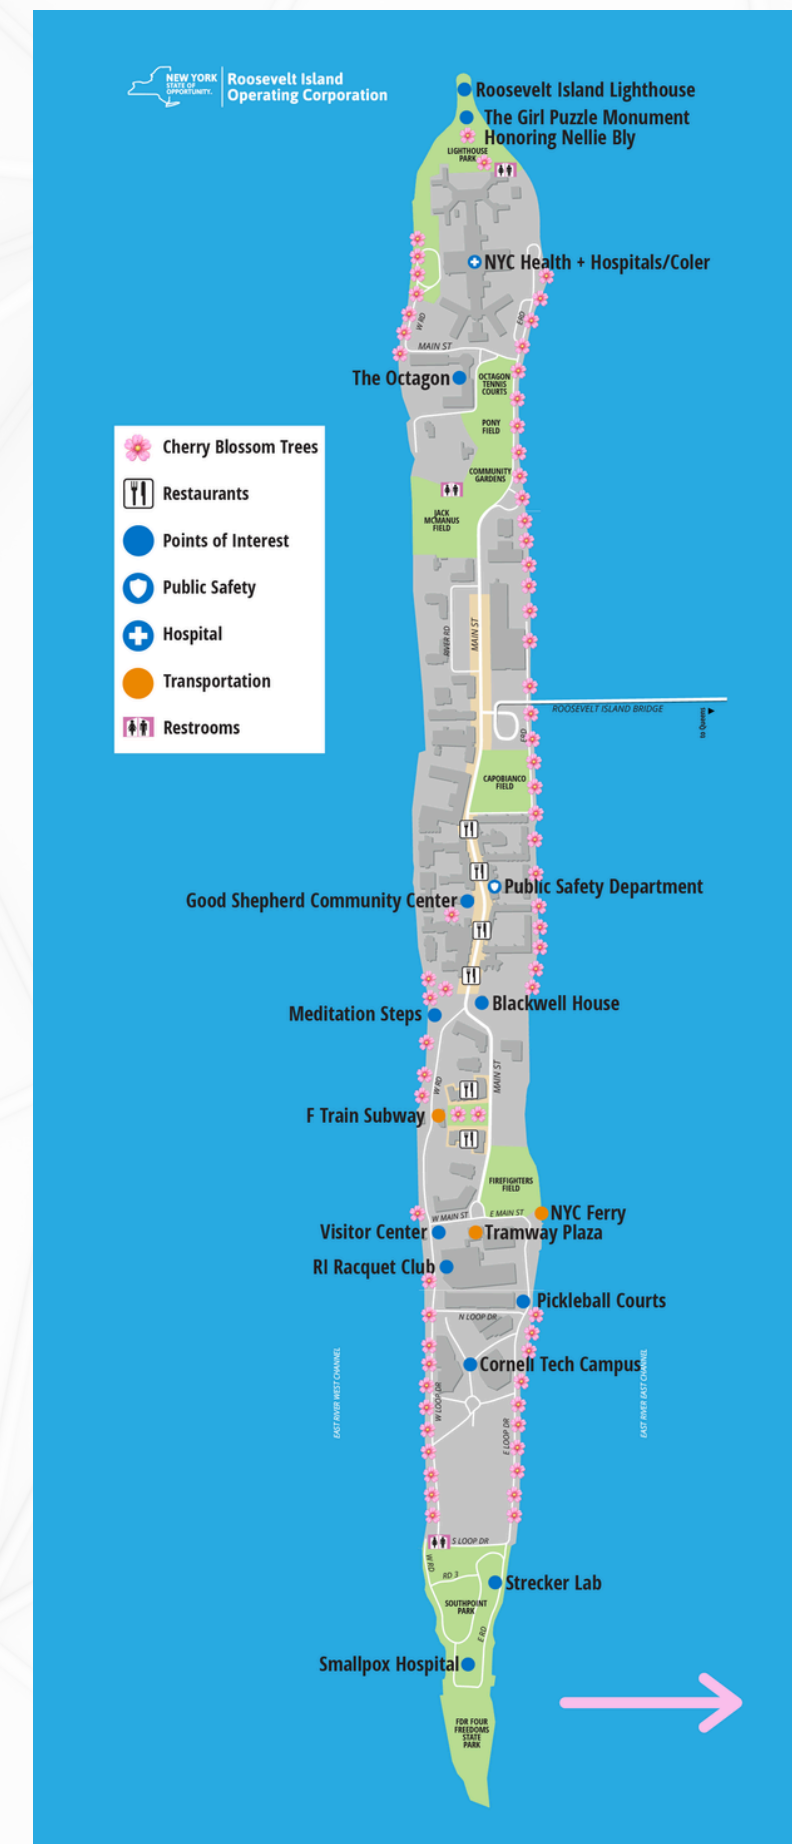 NEW YORK
STATE OF
OPPORTUNITY.
Roosevelt Island
Operating Corporation
Roosevelt Island Lighthouse
The Girl Puzzle Monument
Honoring Nellie Bly
LIGHTHOUSE
PARK
NYC Health + Hospitals/Coler
W RD
E RD
MAIN ST
The Octagon
OCTAGON
TENNIS
COURTS
PONY
FIELD
COMMUNITY
GARDENS
JACK
MCMANUS
FIELD
Cherry Blossom Trees
Restaurants
Points of Interest
Public Safety
Hospital
Transportation
Restrooms
RIVER RD
MAIN ST
ROOSEVELT ISLAND BRIDGE
to Queens
E RD
CAPOBIANCO
FIELD
Public Safety Department
Good Shepherd Community Center
Blackwell House
Meditation Steps
W RD
MAIN ST
F Train Subway
FIREFIGHTERS
FIELD
W MAIN ST
E MAIN ST
NYC Ferry
Visitor Center
Tramway Plaza
RI Racquet Club
Pickleball Courts
N LOOP DR
Cornell Tech Campus
EAST RIVER WEST CHANNEL
EAST RIVER EAST CHANNEL
W LOOP DR
E LOOP DR
S LOOP DR
W RD
RD 3
Strecker Lab
SOUTHPOINT
PARK
E RD
Smallpox Hospital
FDR FOUR
FREEDOMS
STATE
PARK